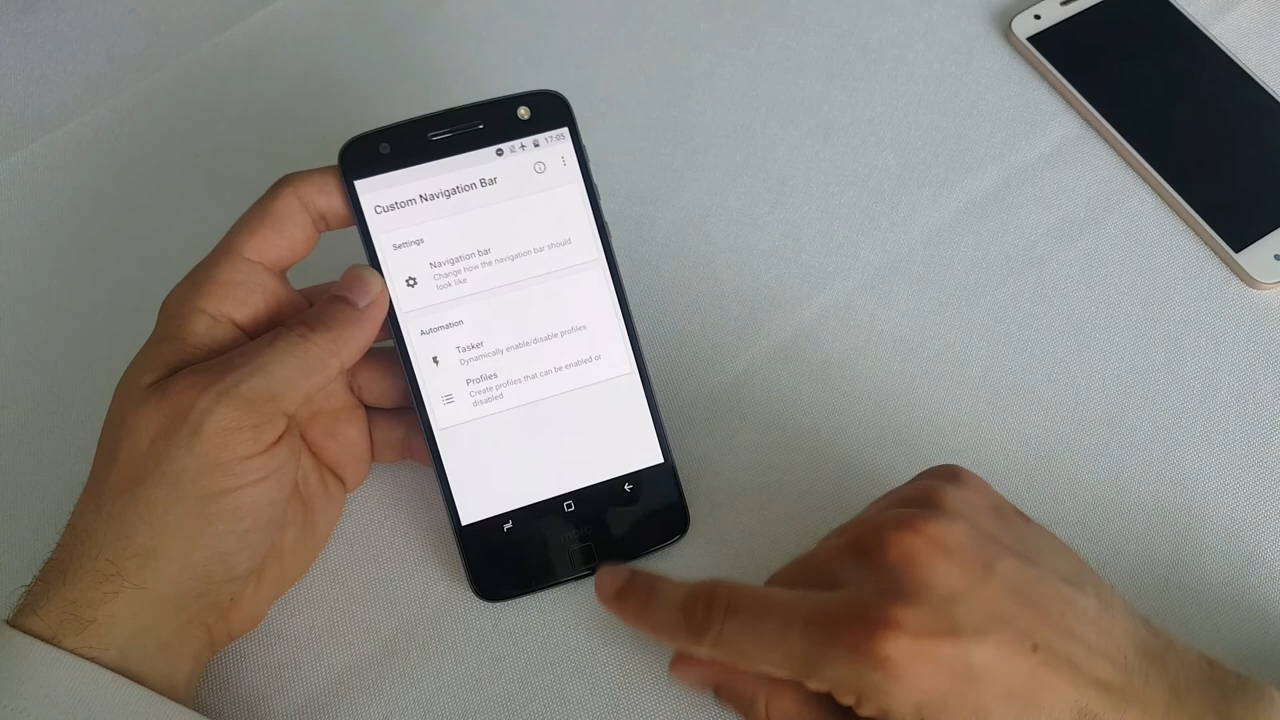 17:05
Custom Navigation Bar
Settings
Navigation bar
Change how the navigation bar should
look like
Automation
Tasker
Dynamically enable/disable profiles
Profiles
Create profiles that can be enabled or
disabled
moto